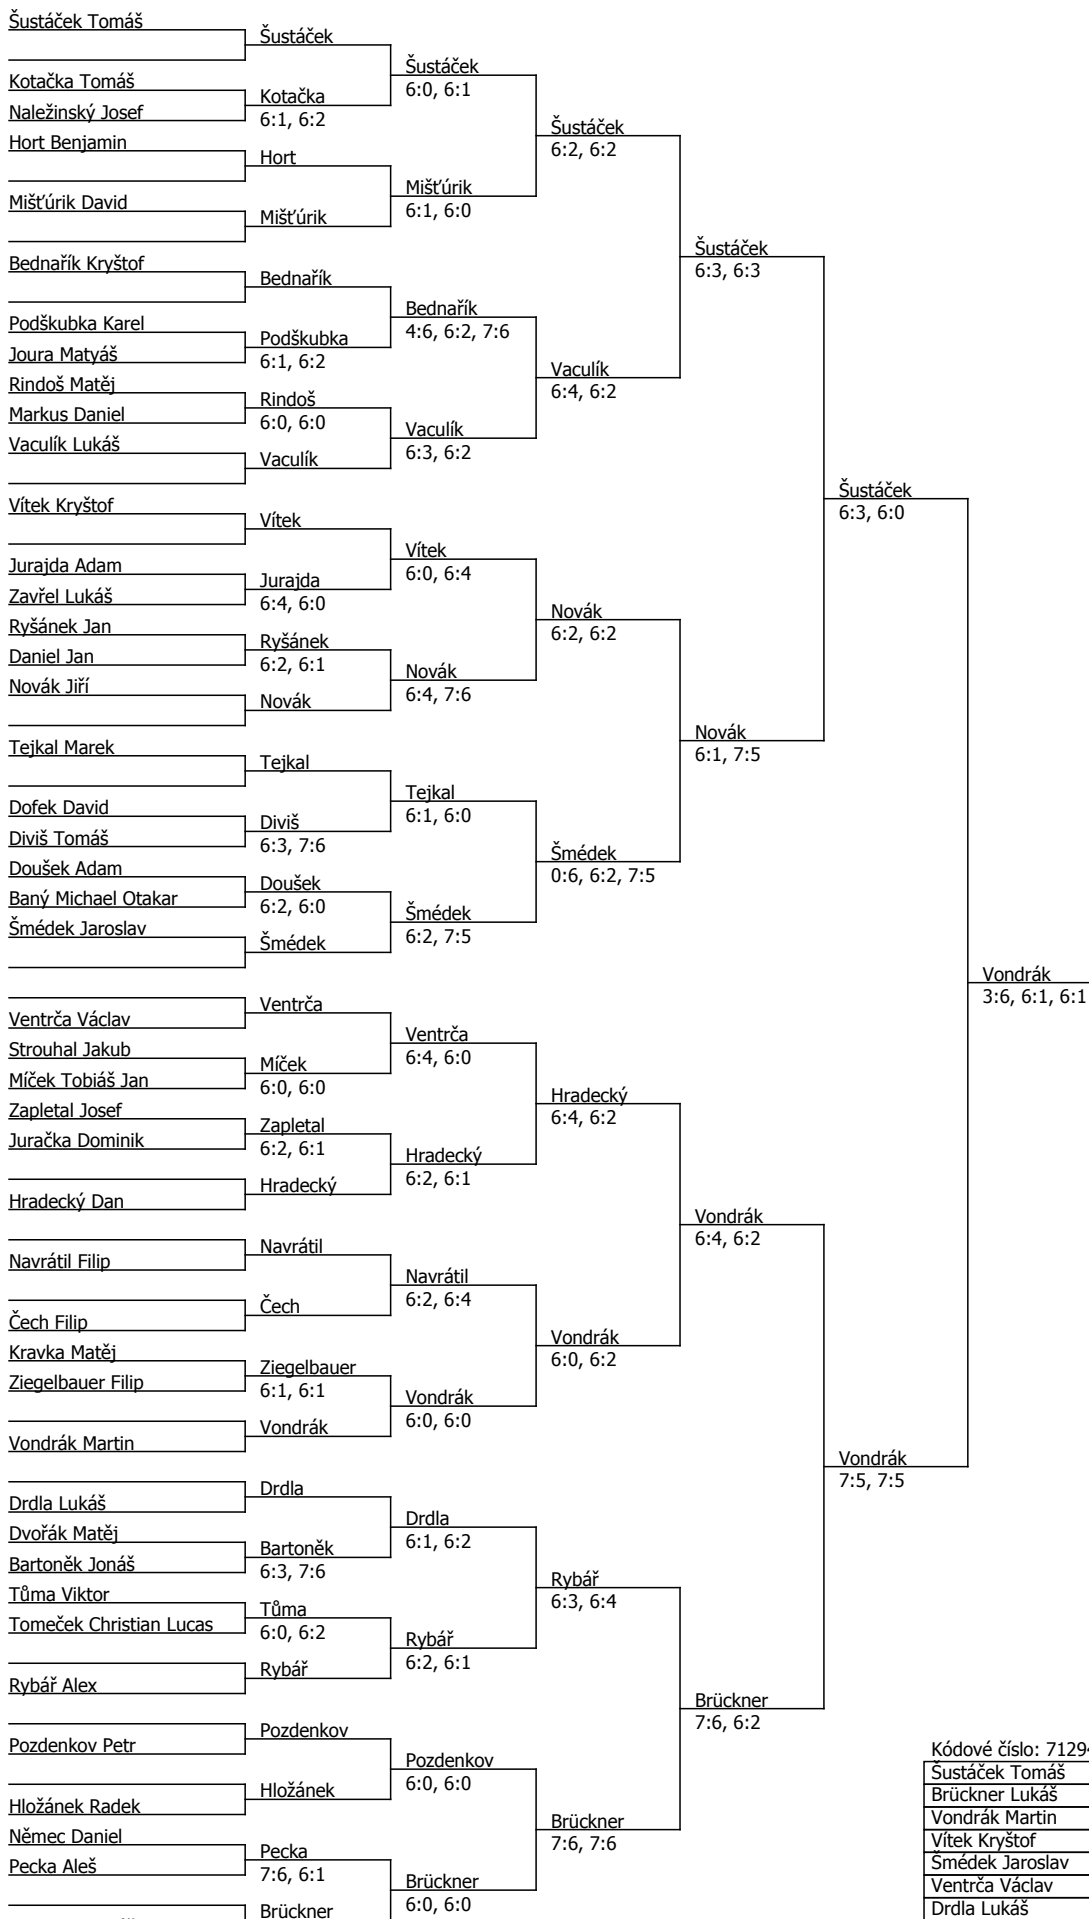 Šustáček Tomáš
Kotačka Tomáš
Naležinský Josef
Hort Benjamin
Mišťúrik David
Bednařík Kryštof
Podškubka Karel
Joura Matyáš
Rindoš Matěj
Markus Daniel
Vaculík Lukáš
Vítek Kryštof
Jurajda Adam
Zavřel Lukáš
Ryšánek Jan
Daniel Jan
Novák Jiří
Tejkal Marek
Dofek David
Diviš Tomáš
Doušek Adam
Baný Michael Otakar
Šmédek Jaroslav
Ventrča Václav
Strouhal Jakub
Míček Tobiáš Jan
Zapletal Josef
Juračka Dominik
Hradecký Dan
Navrátil Filip
Čech Filip
Kravka Matěj
Ziegelbauer Filip
Vondrák Martin
Drdla Lukáš
Dvořák Matěj
Bartoněk Jonáš
Tůma Viktor
Tomeček Christian Lucas
Rybář Alex
Pozdenkov Petr
Hložánek Radek
Němec Daniel
Pecka Aleš
Šustáček
Kotačka
6:1, 6:2
Hort
Mišťúrik
Bednařík
Podškubka
6:1, 6:2
Rindoš
6:0, 6:0
Vaculík
Vítek
Jurajda
6:4, 6:0
Ryšánek
6:2, 6:1
Novák
Tejkal
Diviš
6:3, 7:6
Doušek
6:2, 6:0
Šmédek
Ventrča
Míček
6:0, 6:0
Zapletal
6:2, 6:1
Hradecký
Navrátil
Čech
Ziegelbauer
6:1, 6:1
Vondrák
Drdla
Bartoněk
6:3, 7:6
Tůma
6:0, 6:2
Rybář
Pozdenkov
Hložánek
Pecka
7:6, 6:1
Brückner
Šustáček
6:0, 6:1
Mišťúrik
6:1, 6:0
Bednařík
4:6, 6:2, 7:6
Vaculík
6:3, 6:2
Vítek
6:0, 6:4
Novák
6:4, 7:6
Tejkal
6:1, 6:0
Šmédek
6:2, 7:5
Ventrča
6:4, 6:0
Hradecký
6:2, 6:1
Navrátil
6:2, 6:4
Vondrák
6:0, 6:0
Drdla
6:1, 6:2
Rybář
6:2, 6:1
Pozdenkov
6:0, 6:0
Brückner
6:0, 6:0
Šustáček
6:2, 6:2
Vaculík
6:4, 6:2
Novák
6:2, 6:2
Šmédek
0:6, 6:2, 7:5
Hradecký
6:4, 6:2
Vondrák
6:0, 6:2
Rybář
6:3, 6:4
Brückner
7:6, 7:6
Šustáček
6:3, 6:3
Novák
6:1, 7:5
Vondrák
6:4, 6:2
Brückner
7:6, 6:2
Šustáček
6:3, 6:0
Vondrák
7:5, 7:5
Vondrák
3:6, 6:1, 6:1
Kódové číslo: 71294
Šustáček Tomáš
Brückner Lukáš
Vondrák Martin
Vítek Kryštof
Šmédek Jaroslav
Ventrča Václav
Drdla Lukáš